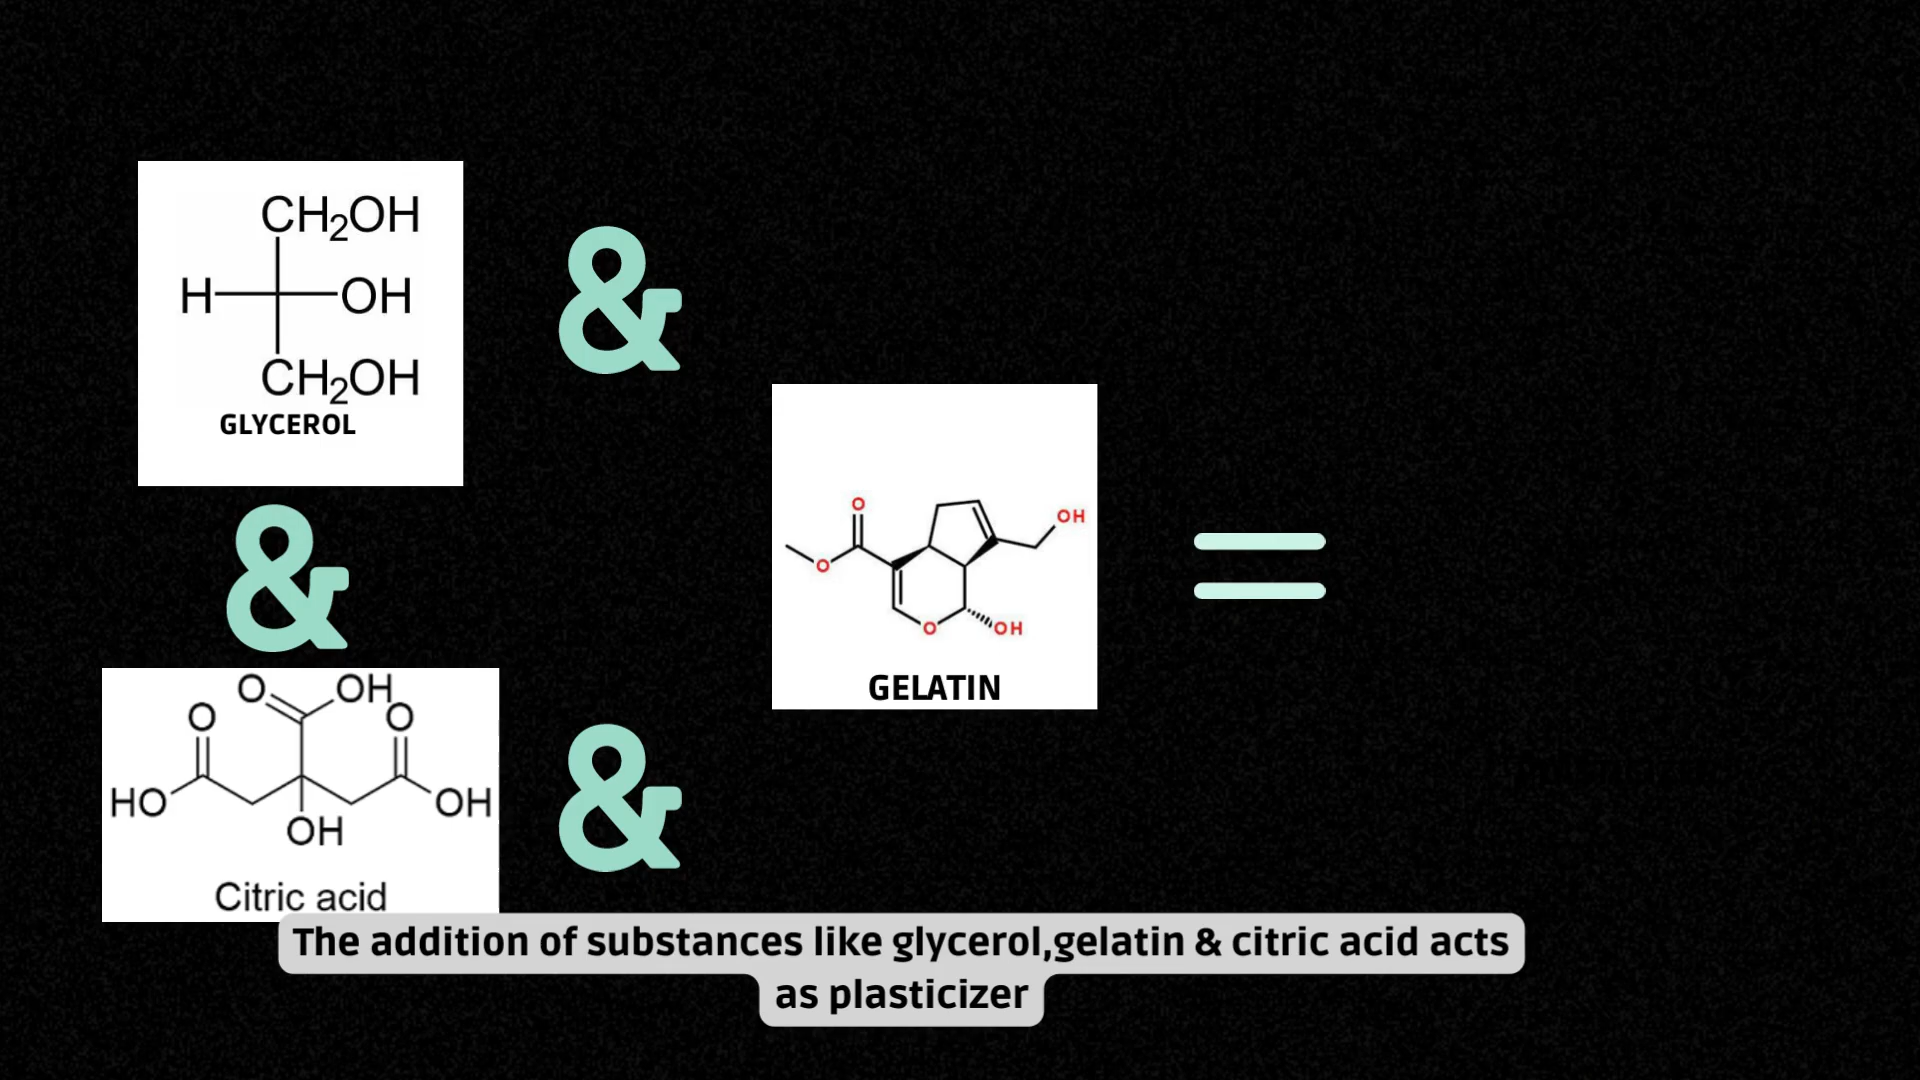 CH2OH
H OH
CH2OH
GLYCEROL
&
&
O
O OH
OH
GELATIN
O OH
O O
HO OH
OH
Citric acid
&
The addition of substances like glycerol,gelatin & citric acid acts
as plasticizer
=